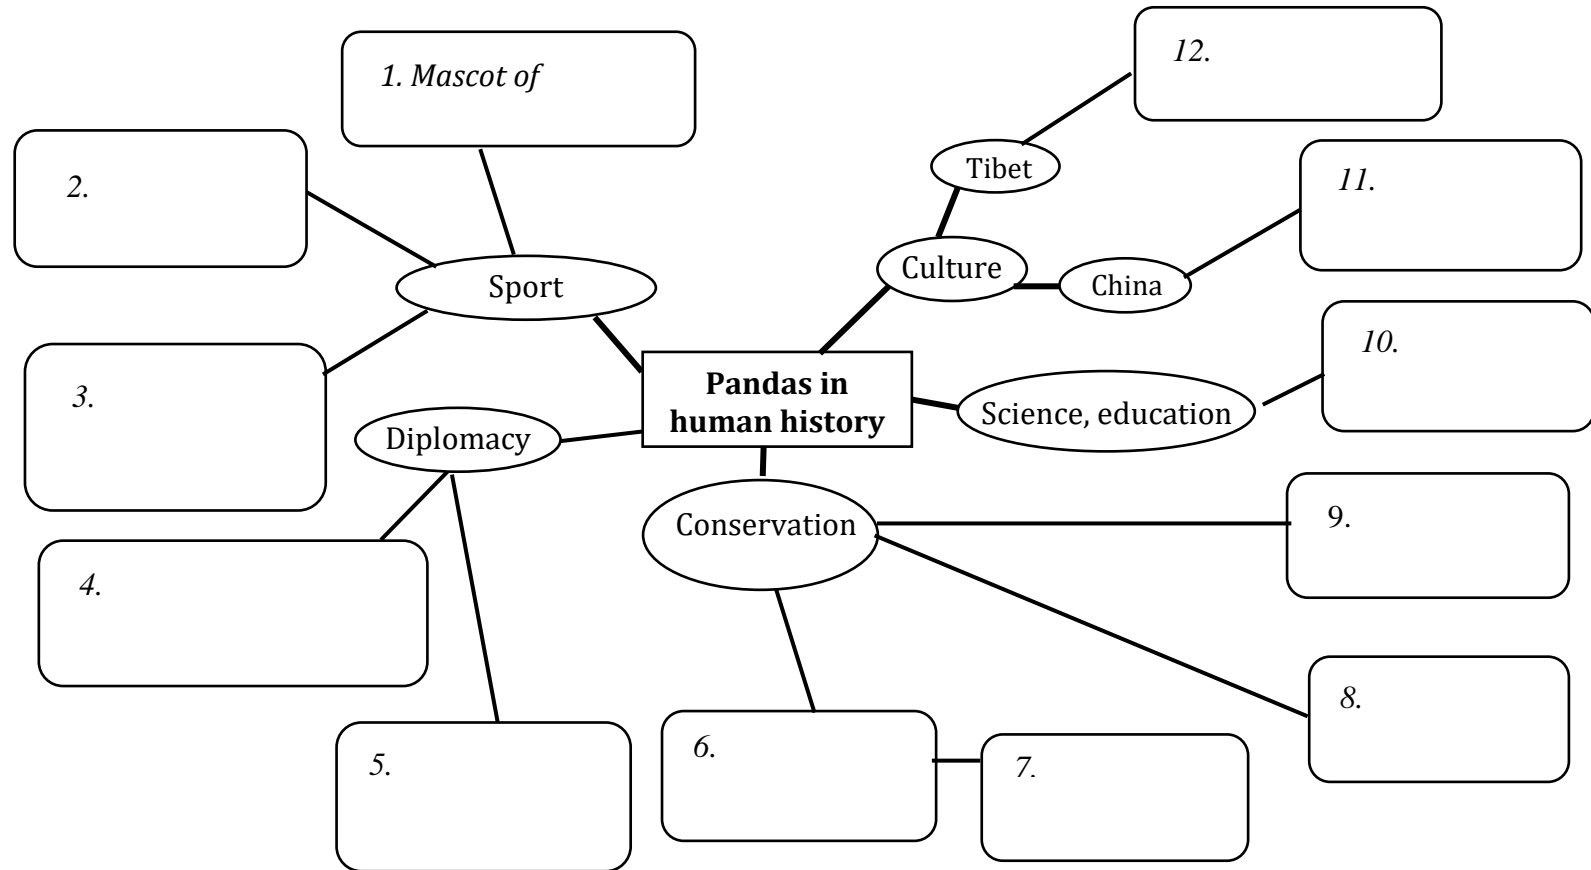 12.
1. Mascot of
Tibet
2.
11.
Culture
China
Sport
10.
3.
Pandas in
human history
Science, education
Diplomacy
Conservation
9.
4.
8.
6.
5.
7.